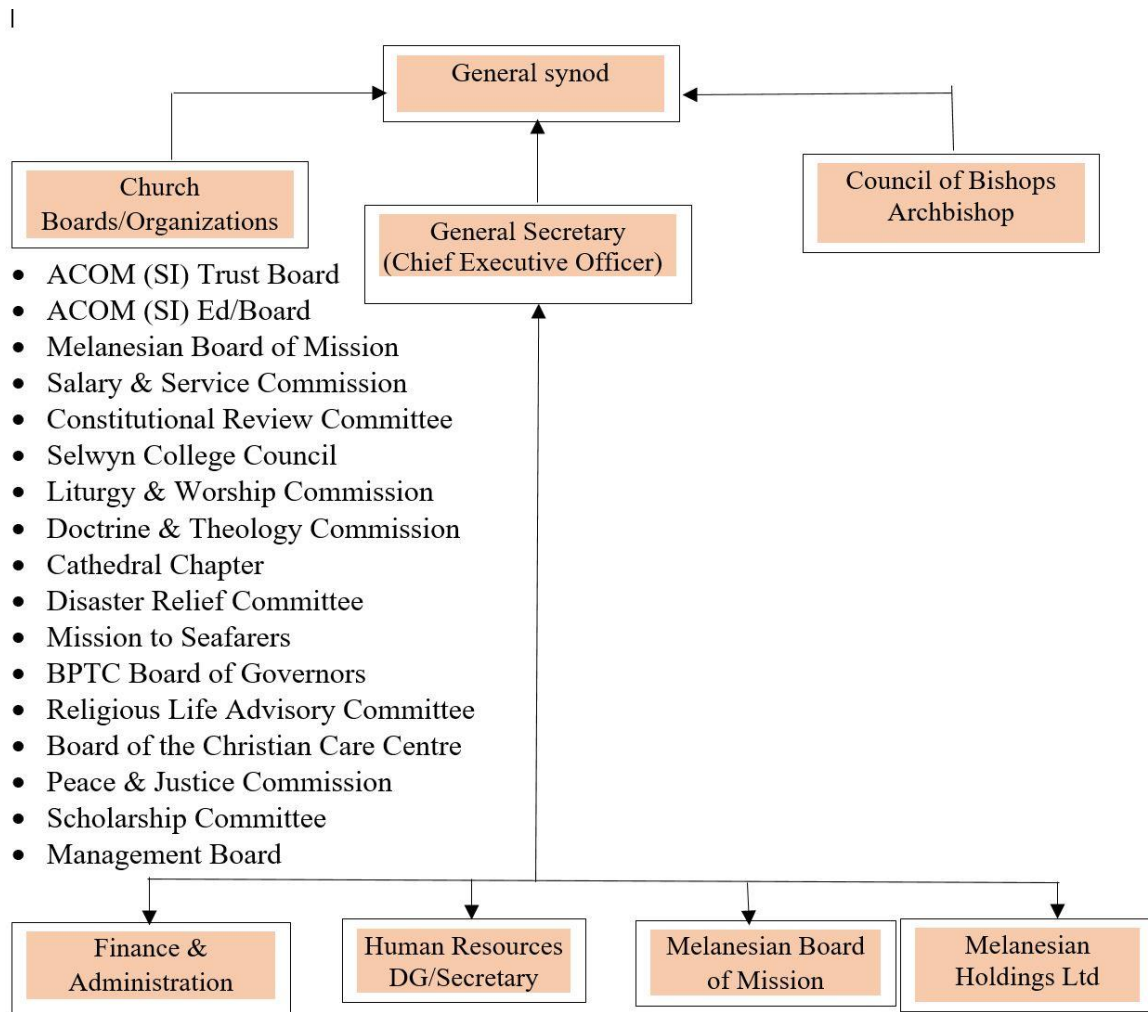 General synod
Church
Boards/Organizations
General Secretary
(Chief Executive Officer)
Council of Bishops
Archbishop
• ACOM (SI) Trust Board
• ACOM (SI) Ed/Board
• Melanesian Board of Mission
• Salary & Service Commission
• Constitutional Review Committee
• Selwyn College Council
• Liturgy & Worship Commission
• Doctrine & Theology Commission
• Cathedral Chapter
• Disaster Relief Committee
• Mission to Seafarers
• BPTC Board of Governors
• Religious Life Advisory Committee
• Board of the Christian Care Centre
• Peace & Justice Commission
• Scholarship Committee
• Management Board
Finance &
Administration
Human Resources
DG/Secretary
Melanesian Board
of Mission
Melanesian
Holdings Ltd